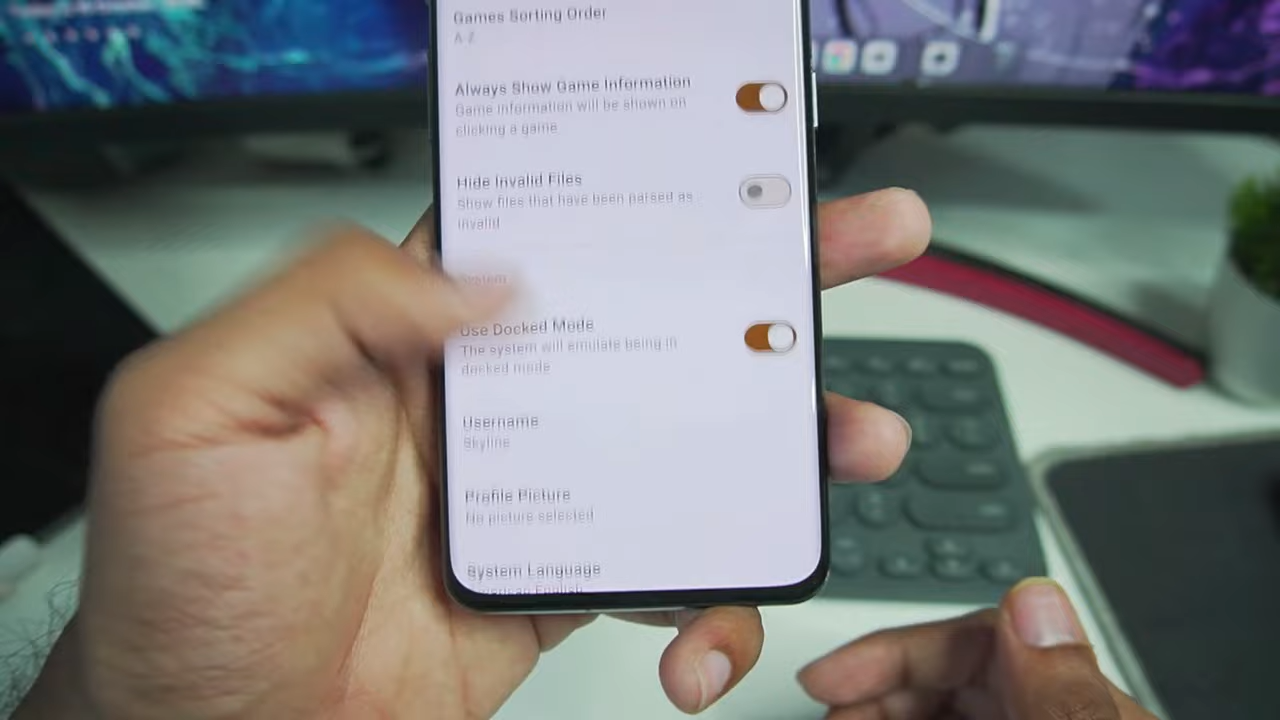 Games Sorting Order
A-Z
Always Show Game Information
Game information will be shown on
clicking a game
Hide Invalid Files
Show files that have been parsed as
invalid
System
Use Docked Mode
The system will emulate being in
docked mode
Username
Skyline
Profile Picture
No picture selected
System Language
American English